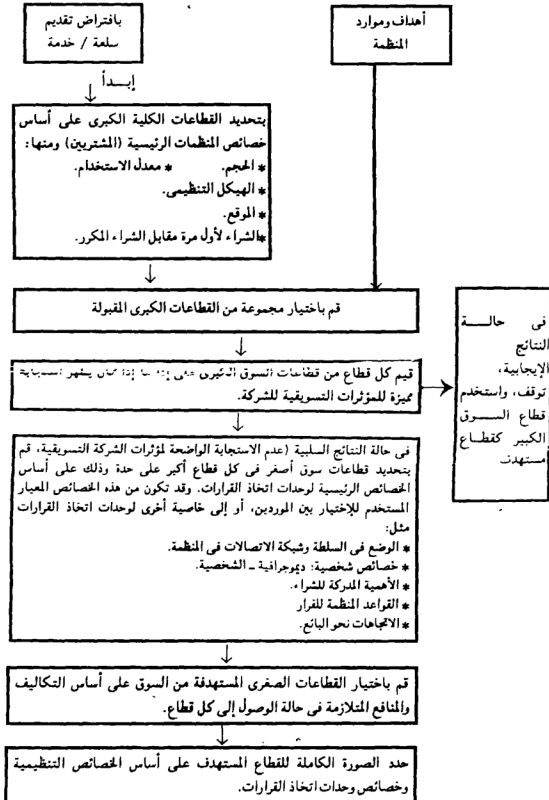 بافتراض تقديم
سلعة / خدمة
أهداف وموارد
المنظمة
إبـدأ
بتحديد القطاعات الكلية الكبرى على أساس
خصائص المنظمات الرئيسية (المشتريين) ومنها:
* الحجم. * معدل الاستخدام.
* الهيكل التنظيمى.
* الموقع.
*الشراء لأول مرة مقابل الشراء المكرر.
قم باختيار مجموعة من القطاعات الكبرى المقبولة
قيم كل قطاع من قطاعات السوق
مميزة للمؤثرات التسويقية للشركة.
فى حالـــة
النتائج
الإيجابية،
توقف، واستخدم
قطاع الســوق
الكبير كقطـاع
مستهدف
فى حالة النتائج السلبية (عدم الاستجابة الواضحة لمؤثرات الشركة التسويقية، قم
بتحديد قطاعات سوق أصغر فى كل قطاع أكبر على حدة وذلك على أساس
الخصائص الرئيسية لوحدات اتخاذ القرارات. وقد تكون من هذه الخصائص المعيار
المستخدم للإختيار بين الموردين، أو إلى خاصية أخرى لوحدات اتخاذ القرارات
مثل:
* الوضع فى السلطة وشبكة الاتصالات فى المنظمة.
* خصائص شخصية: ديموجرافية ـ الشخصية.
* الأهمية المدركة للشراء.
* القواعد المنظمة للقرار
* الاتجاهات نحو البائع.
قم باختيار القطاعات الصغرى المستهدفة من السوق على أساس التكاليف
والمنافع المتلازمة فى حالة الوصول إلى كل قطاع.
حدد الصورة الكاملة للقطاع المستهدف على أساس الخصائص التنظيمية
وخصائص وحدات اتخاذ القرارات.